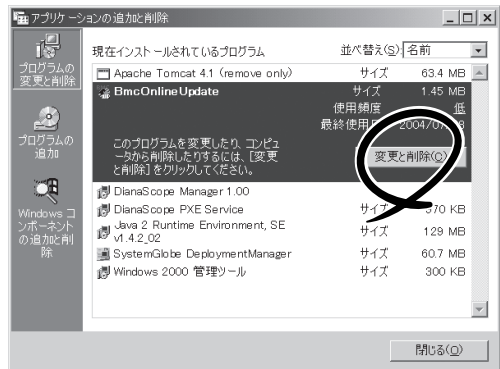 アプリケーションの追加と削除
プログラムの
変更と削除
プログラムの
追加
Windows コ
ンポーネント
の追加と削
除
現在インストールされているプログラム 並べ替え(S): 名前
Apache Tomcat 4.1 (remove only) サイズ 63.4 MB
BmcOnlineUpdate サイズ 1.45 MB
使用頻度 低
最終使用 2004/07
このプログラムを変更したり、コンピュ
ータから削除したりするには、[変更
と削除] をクリックしてください。
変更と削除(C)
DianaScope Manager 1.00
DianaScope PXE Service サイズ 570 KB
Java 2 Runtime Environment, SE
v1.4.2_02 サイズ 129 MB
SystemGlobe DeploymentManager サイズ 60.7 MB
Windows 2000 管理ツール サイズ 300 KB
閉じる(O)